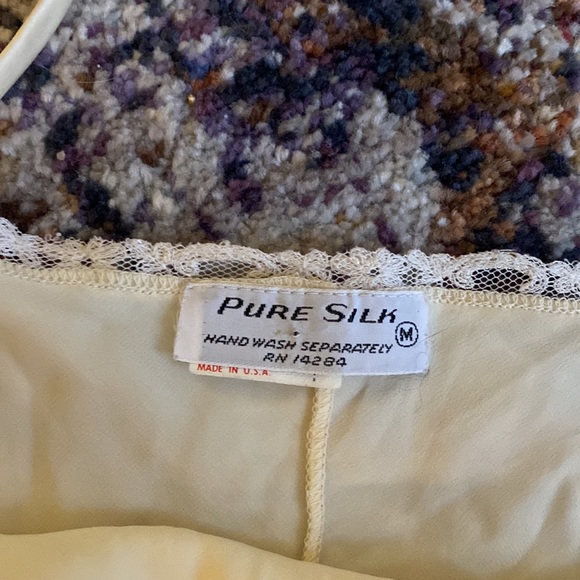 PURE SILK
M
HAND WASH SEPARATELY
RN 14284
MADE IN U.S.A.